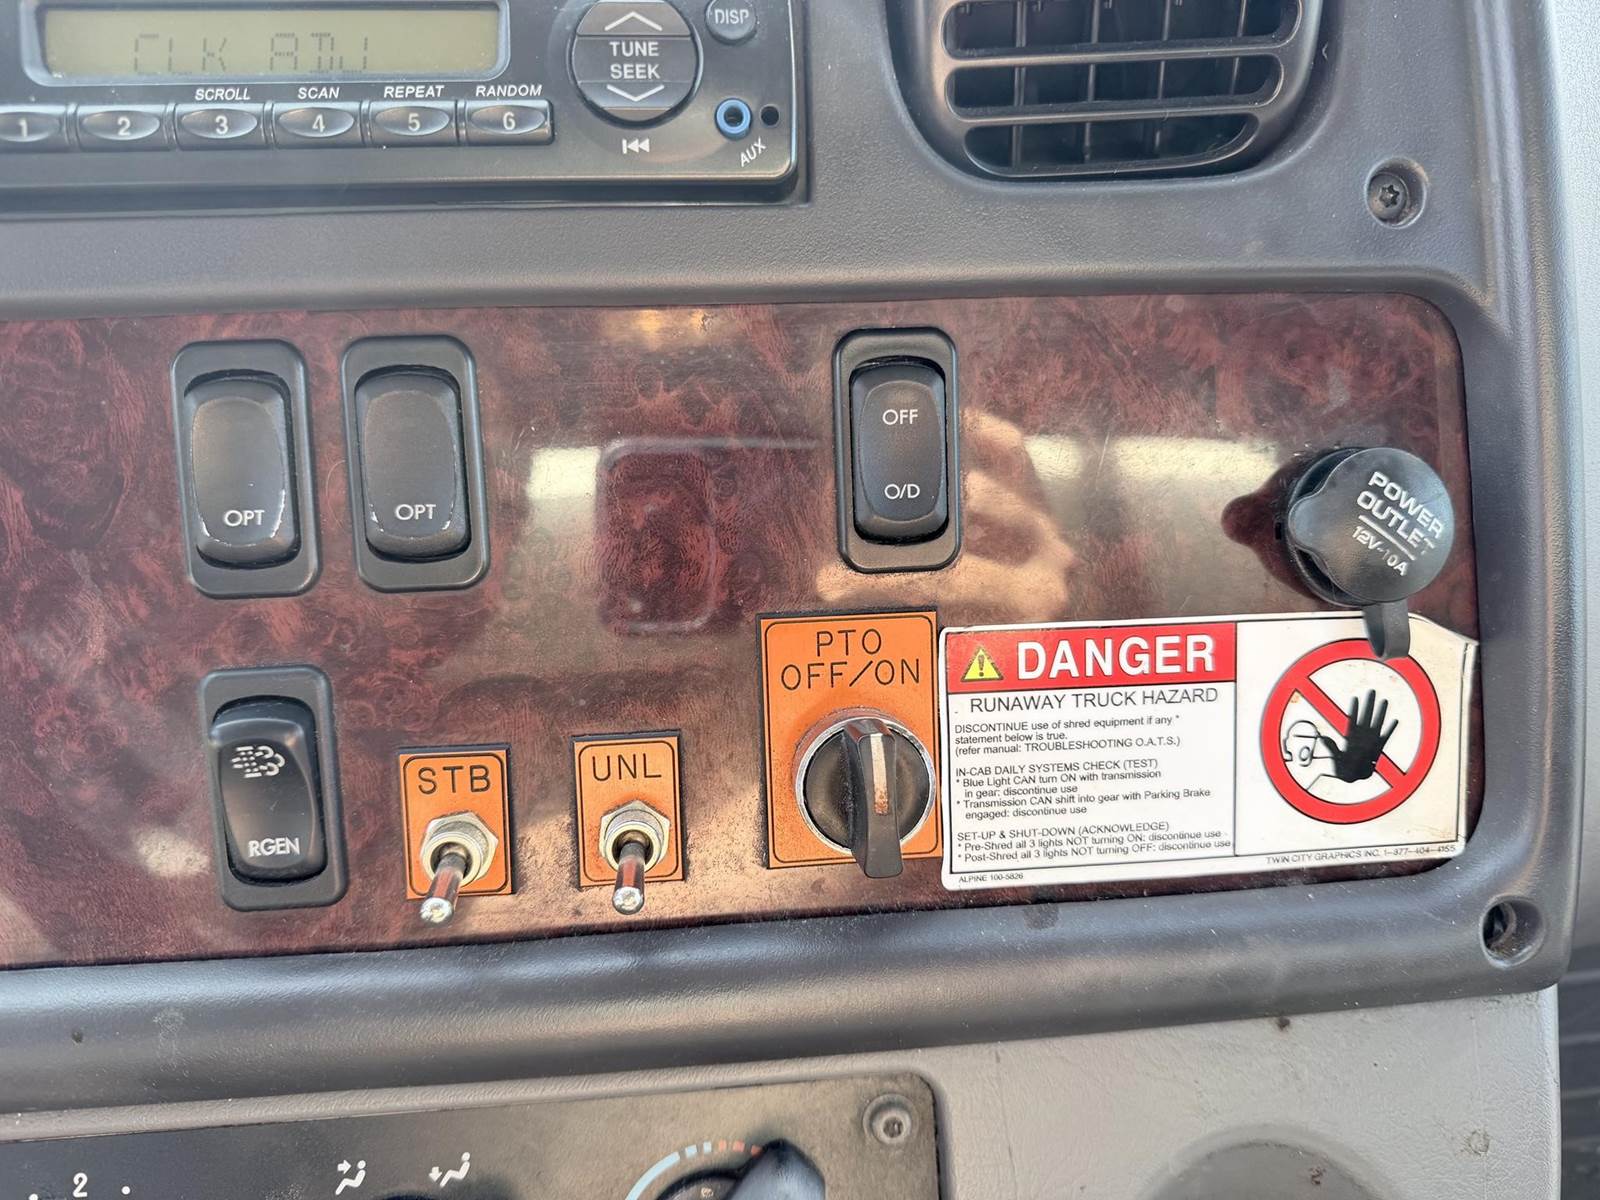 CLK ADJ
DISP
TUNE
SEEK
SCROLL SCAN REPEAT RANDOM
1 2 3 4 5 6
AUX
OPT
OPT
OFF
O/D
POWER
OUTLET
12V-10A
RGEN
STB
UNL
PTO
OFF/ON
DANGER
RUNAWAY TRUCK HAZARD
DISCONTINUE use of shred equipment if any *
statement below is true.
(refer manual: TROUBLESHOOTING O.A.T.S.)
IN-CAB DAILY SYSTEMS CHECK (TEST)
* Blue Light CAN turn ON with transmission
in gear: discontinue use
* Transmission CAN shift into gear with Parking Brake
engaged: discontinue use
SET-UP & SHUT-DOWN (ACKNOWLEDGE)
* Pre-Shred all 3 lights NOT turning ON: discontinue use
* Post-Shred all 3 lights NOT turning OFF: discontinue use
ALPINE 100-5826
TWIN CITY GRAPHICS INC. 1-877-404-4155
2